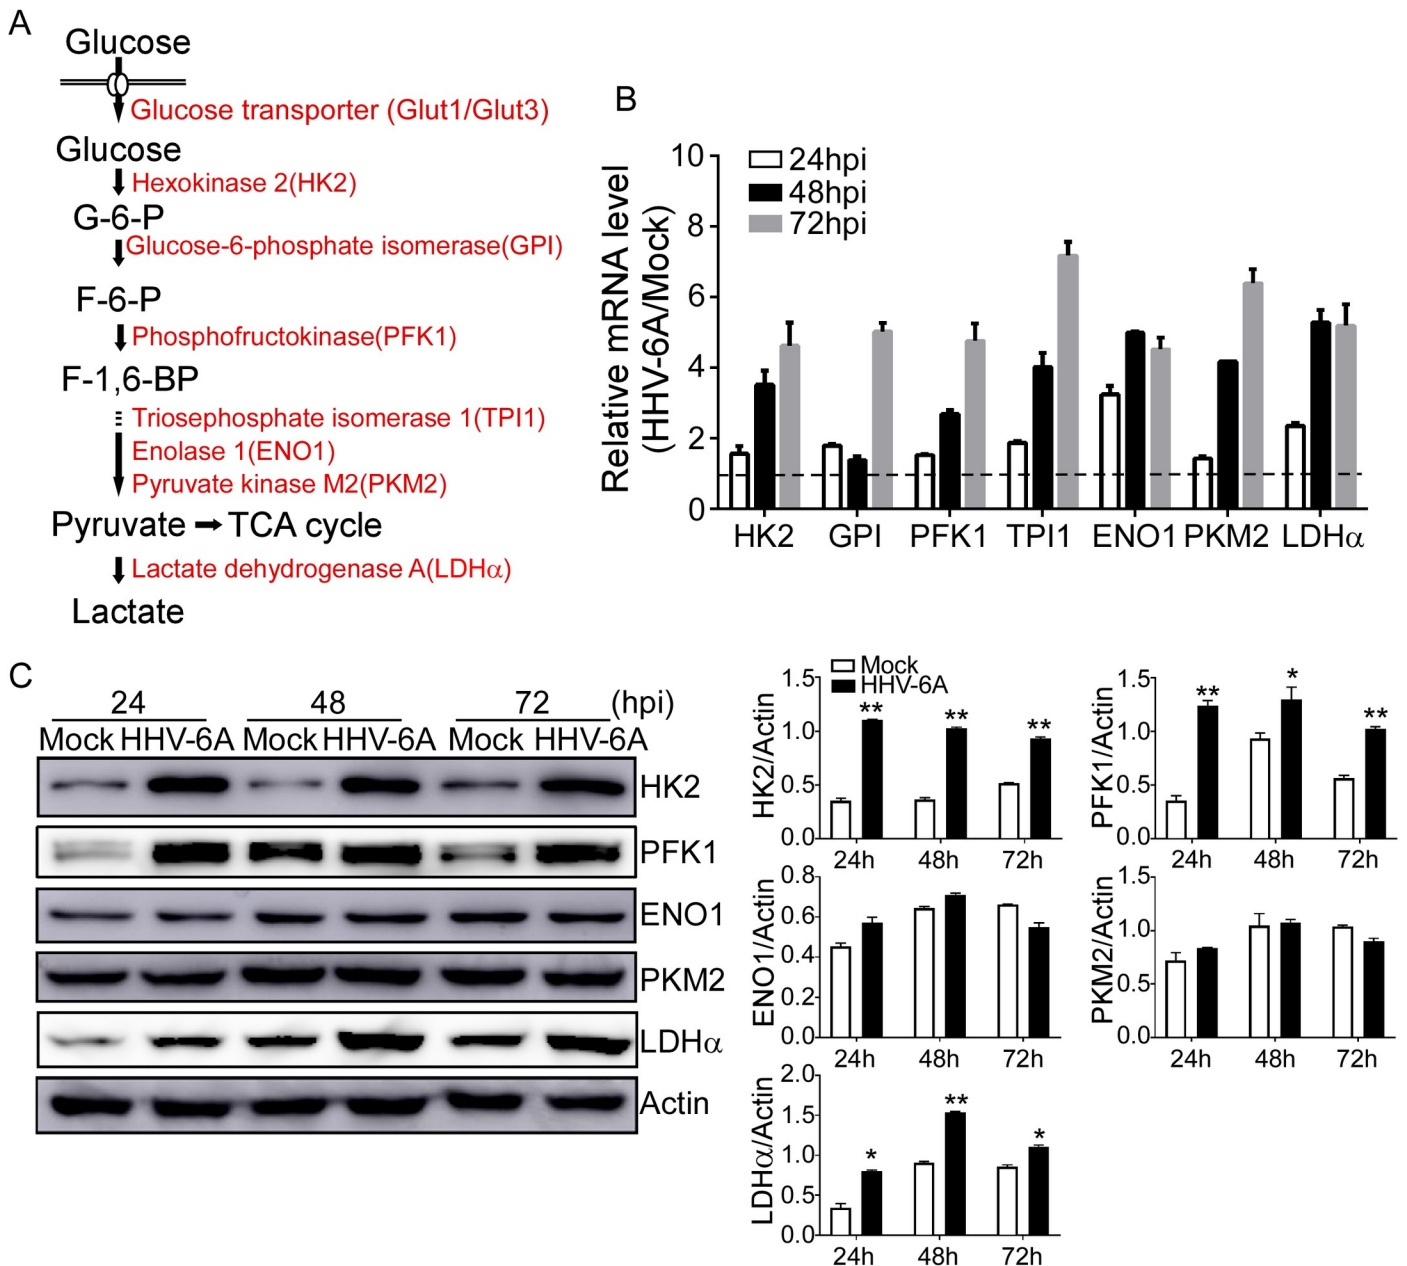 A
Glucose
Glucose transporter (Glut1/Glut3)
Glucose
Hexokinase 2(HK2)
G-6-P
Glucose-6-phosphate isomerase(GPI)
F-6-P
Phosphofructokinase(PFK1)
F-1,6-BP
Triosephosphate isomerase 1(TPI1)
Enolase 1(ENO1)
Pyruvate kinase M2(PKM2)
Pyruvate → TCA cycle
Lactate dehydrogenase A(LDHα)
Lactate
B
Relative mRNA level
(HHV-6A/Mock)
10
8
6
4
2
0
24hpi
48hpi
72hpi
HK2 GPI PFK1 TPI1 ENO1 PKM2 LDHα
C
24 48 72 (hpi)
Mock HHV-6A Mock HHV-6A Mock HHV-6A
HK2
PFK1
ENO1
PKM2
LDHα
Actin
Mock
HHV-6A
HK2/Actin
1.5
1.0
0.5
0.0
** ** **
24h 48h 72h
PFK1/Actin
1.5
1.0
0.5
0.0
** * **
24h 48h 72h
ENO1/Actin
0.8
0.6
0.4
0.2
0.0
24h 48h 72h
PKM2/Actin
1.5
1.0
0.5
0.0
24h 48h 72h
LDHα/Actin
2.0
1.5
1.0
0.5
0.0
* ** *
24h 48h 72h